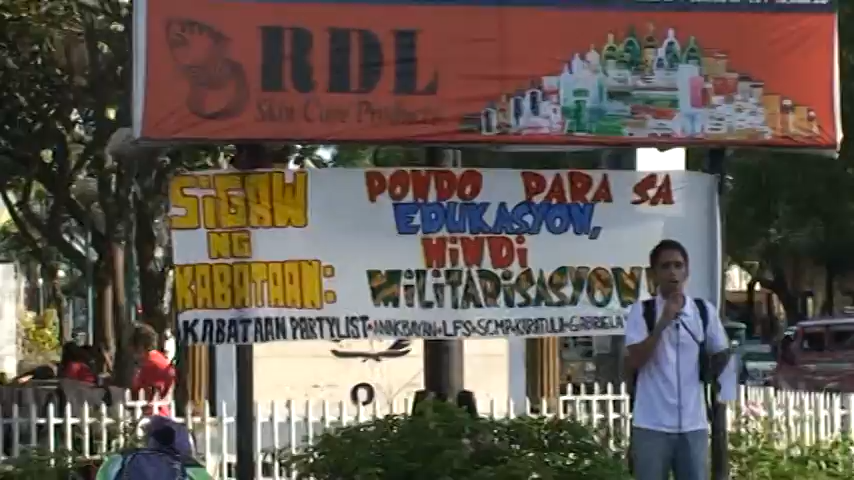 RDL
Skin Care Products
SiGAW
NG
KABATAAN:
PONDO PARA SA
EDUKASYON,
HiNDi
MiLiTARiSASYON!
KABATAAN PARTYLIST • ANAKBAYAN • LFS • SCMP • KARATULA • GABRIELA